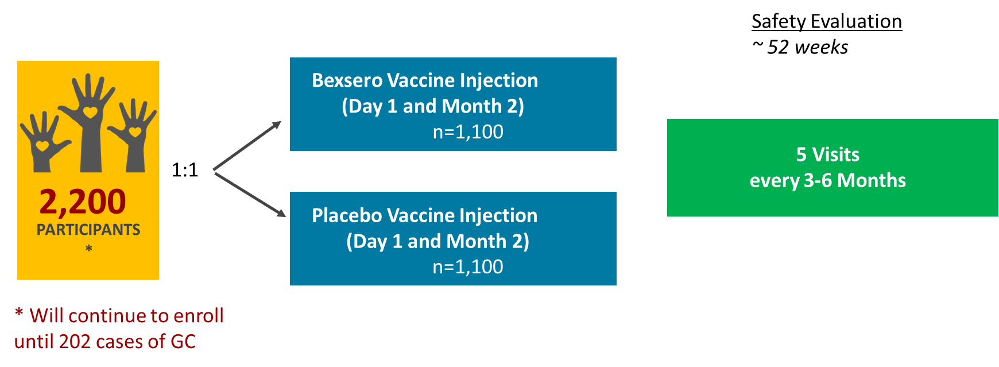 Safety Evaluation
~ 52 weeks
2,200
PARTICIPANTS
*
1:1
Bexsero Vaccine Injection
(Day 1 and Month 2)
n=1,100
Placebo Vaccine Injection
(Day 1 and Month 2)
n=1,100
5 Visits
every 3-6 Months
* Will continue to enroll
until 202 cases of GC